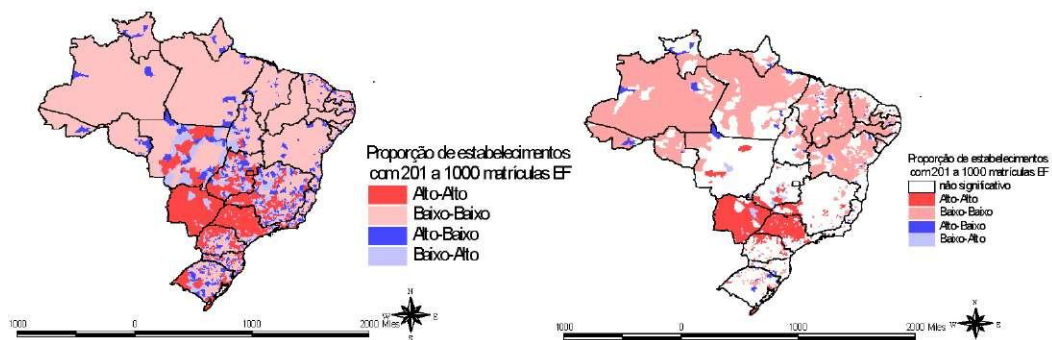 Proporção de estabelecimentos
com 201 a 1000 matrículas EF
Alto-Alto
Baixo-Baixo
Alto-Baixo
Baixo-Alto
N
W E
S
1000 0 1000 2000 Miles
Proporção de estabelecimentos
com 201 a 1000 matrículas EF
não significativo
Alto-Alto
Baixo-Baixo
Alto-Baixo
Baixo-Alto
N
W E
S
1000 0 1000 2000 Miles